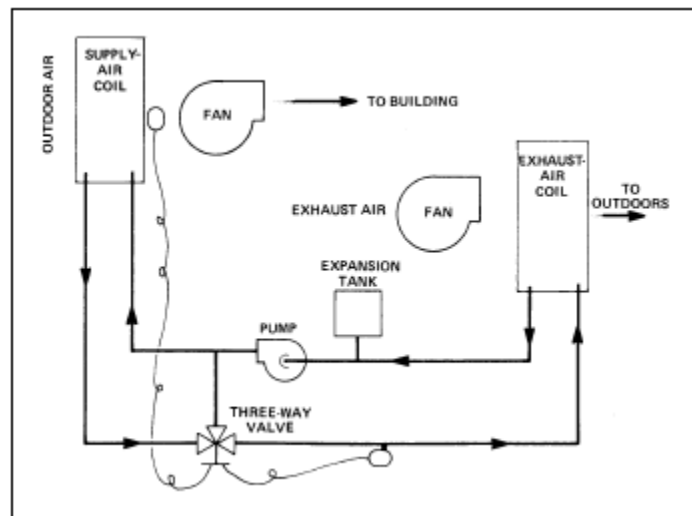 OUTDOOR AIR
SUPPLY-
AIR
COIL
FAN
TO BUILDING
EXHAUST AIR
FAN
EXHAUST-
AIR
COIL
TO
OUTDOORS
EXPANSION
TANK
PUMP
THREE-WAY
VALVE